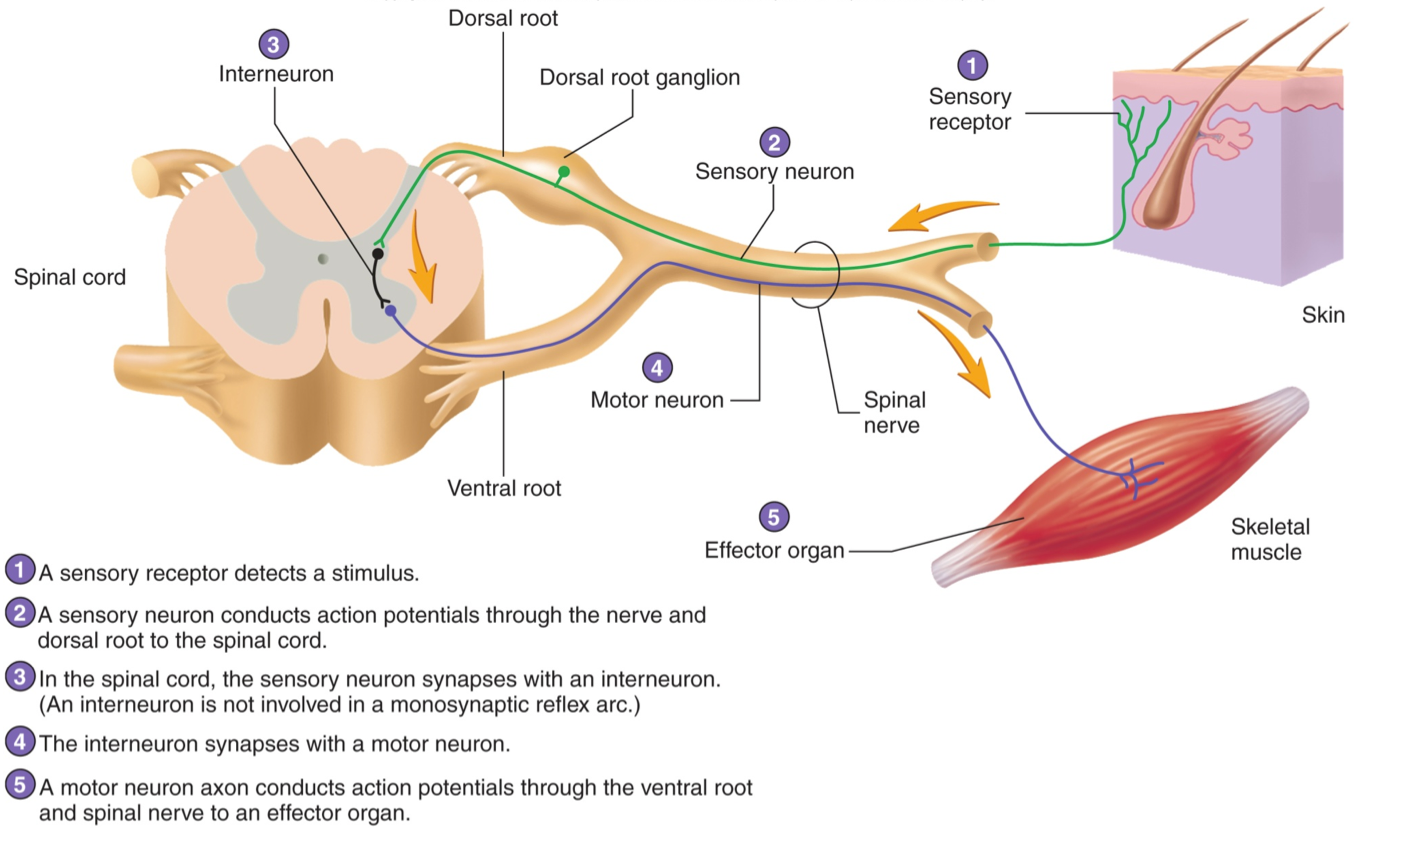 Dorsal root
3
Interneuron
Dorsal root ganglion
1
Sensory
receptor
2
Sensory neuron
Spinal cord
Skin
4
Motor neuron
Spinal
nerve
Ventral root
5
Effector organ
Skeletal
muscle
1 A sensory receptor detects a stimulus.
2 A sensory neuron conducts action potentials through the nerve and
dorsal root to the spinal cord.
3 In the spinal cord, the sensory neuron synapses with an interneuron.
(An interneuron is not involved in a monosynaptic reflex arc.)
4 The interneuron synapses with a motor neuron.
5 A motor neuron axon conducts action potentials through the ventral root
and spinal nerve to an effector organ.